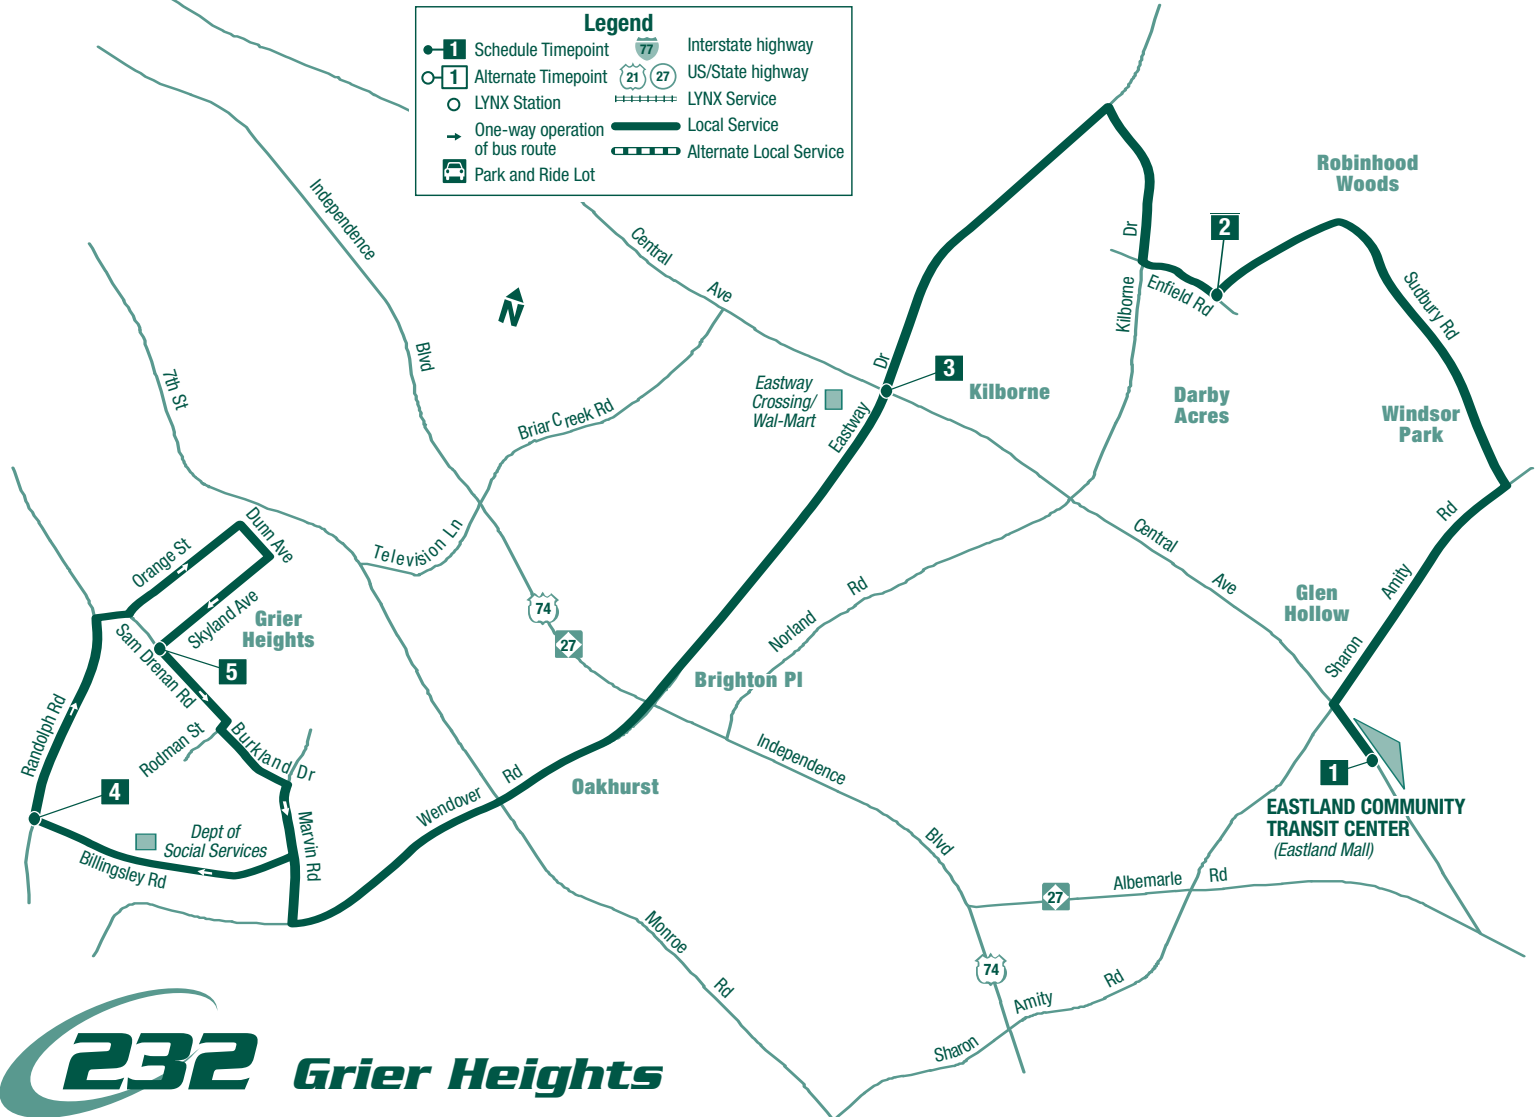 Legend
1 Schedule Timepoint
1 Alternate Timepoint
LYNX Station
One-way operation
of bus route
Park and Ride Lot
77 Interstate highway
21 27 US/State highway
LYNX Service
Local Service
Alternate Local Service
Robinhood
Woods
Independence
Central
Ave
N
Dr
2
Kilborne
Enfield Rd
Sudbury Rd
Blvd
7th St
Dr
3
Eastway
Crossing/
Wal-Mart
Kilborne
Darby
Acres
Windsor
Park
Briar Creek Rd
Eastway
Dunn Ave
Orange St
Television Ln
Rd
Central
Ave
Amity
Glen
Hollow
Skyland Ave
Grier
Heights
74
27
Norland
Rd
Sam Drenan Rd
5
Sharon
Brighton Pl
Randolph Rd
Rodman St
Burkland Dr
Independence
1
4
Wendover
Rd
Oakhurst
EASTLAND COMMUNITY
TRANSIT CENTER
(Eastland Mall)
Dept of
Social Services
Billingsley Rd
Marvin Rd
Blvd
27
Albemarle
Rd
Monroe
Rd
74
Amity
Rd
Sharon
232 Grier Heights